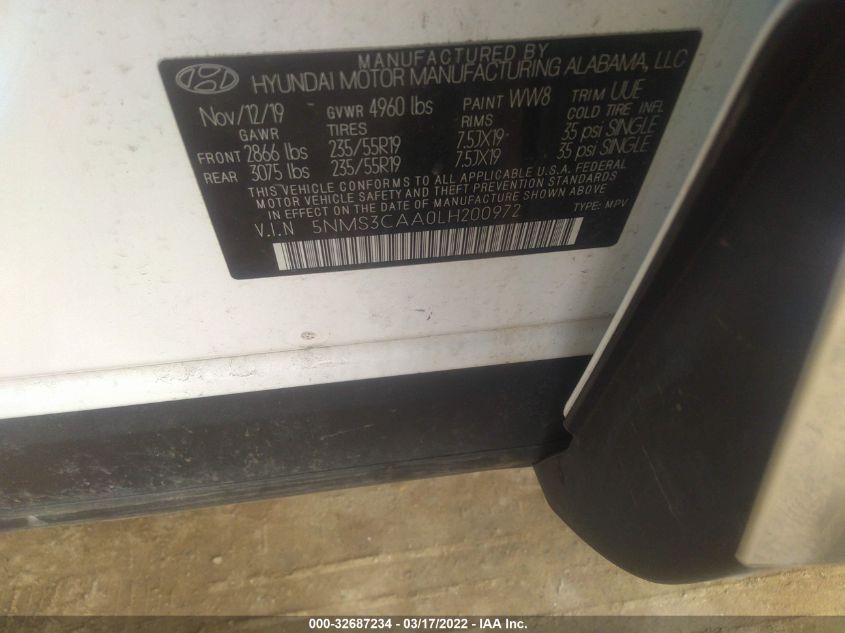 MANUFACTURED BY
HYUNDAI MOTOR MANUFACTURING ALABAMA, LLC
Nov/12/19 GVWR 4960 lbs PAINT WW8 TRIM UUE
GAWR TIRES RIMS COLD TIRE INFL
FRONT 2866 lbs 235/55R19 7.5JX19 35 psi SINGLE
REAR 3075 lbs 235/55R19 7.5JX19 35 psi SINGLE
THIS VEHICLE CONFORMS TO ALL APPLICABLE U.S.A. FEDERAL
MOTOR VEHICLE SAFETY AND THEFT PREVENTION STANDARDS
IN EFFECT ON THE DATE OF MANUFACTURE SHOWN ABOVE
V.I.N 5NMS3CAA0LH200972 TYPE: MPV
000-32687234 - 03/17/2022 - IAA Inc.